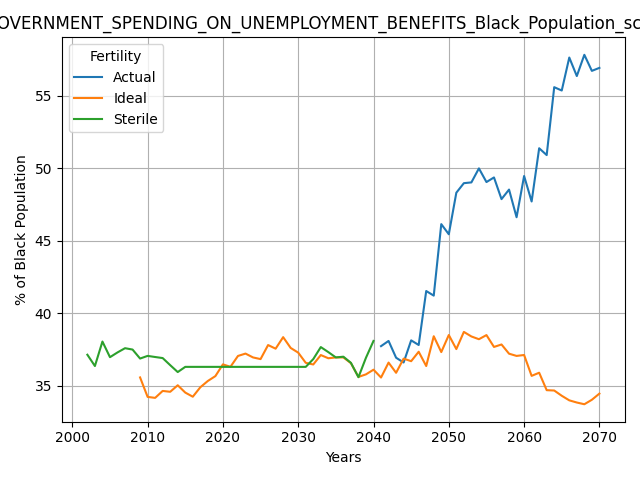 OVERNMENT_SPENDING_ON_UNEMPLOYMENT_BENEFITS_Black_Population_sc
Fertility
Actual
Ideal
Sterile
% of Black Population
55
50
45
40
35
2000 2010 2020 2030 2040 2050 2060 2070
Years